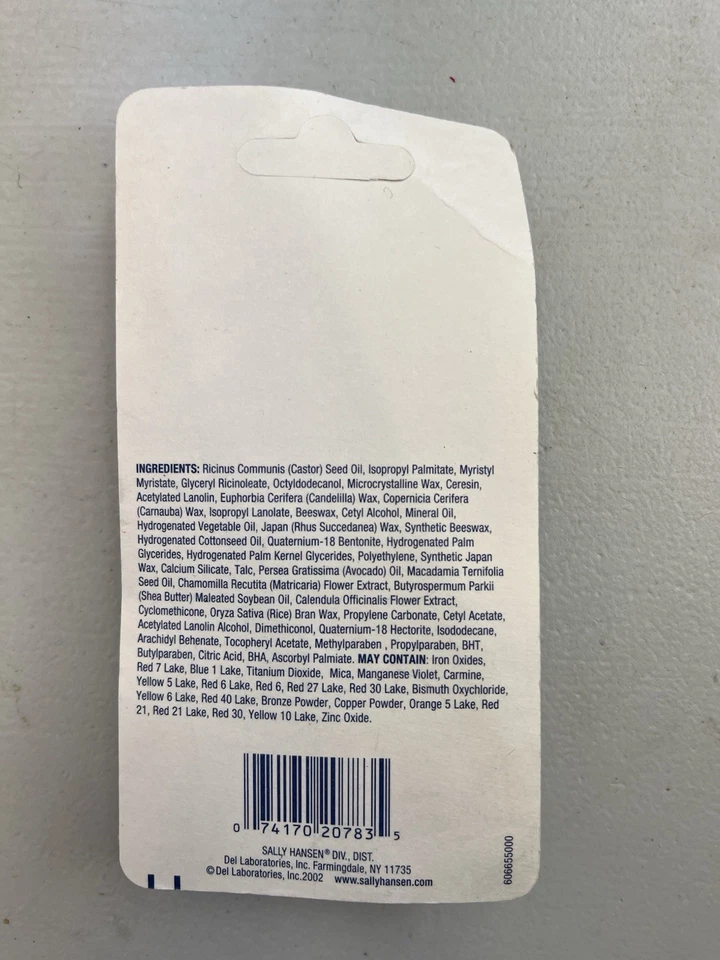 INGREDIENTS: Ricinus Communis (Castor) Seed Oil, Isopropyl Palmitate, Myristyl
Myristate, Glyceryl Ricinoleate, Octyldodecanol, Microcrystalline Wax, Ceresin,
Acetylated Lanolin, Euphorbia Cerifera (Candelilla) Wax, Copernicia Cerifera
(Carnauba) Wax, Isopropyl Lanolate, Beeswax, Cetyl Alcohol, Mineral Oil,
Hydrogenated Vegetable Oil, Japan (Rhus Succedanea) Wax, Synthetic Beeswax,
Hydrogenated Cottonseed Oil, Quaternium-18 Bentonite, Hydrogenated Palm
Glycerides, Hydrogenated Palm Kernel Glycerides, Polyethylene, Synthetic Japan
Wax, Calcium Silicate, Talc, Persea Gratissima (Avocado) Oil, Macadamia Ternifolia
Seed Oil, Chamomilla Recutita (Matricaria) Flower Extract, Butyrospermum Parkii
(Shea Butter) Maleated Soybean Oil, Calendula Officinalis Flower Extract,
Cyclomethicone, Oryza Sativa (Rice) Bran Wax, Propylene Carbonate, Cetyl Acetate,
Acetylated Lanolin Alcohol, Dimethiconol, Quaternium-18 Hectorite, Isododecane,
Arachidyl Behenate, Tocopheryl Acetate, Methylparaben , Propylparaben, BHT,
Butylparaben, Citric Acid, BHA, Ascorbyl Palmiate. MAY CONTAIN: Iron Oxides,
Red 7 Lake, Blue 1 Lake, Titanium Dioxide, Mica, Manganese Violet, Carmine,
Yellow 5 Lake, Red 6 Lake, Red 6, Red 27 Lake, Red 30 Lake, Bismuth Oxychloride,
Yellow 6 Lake, Red 40 Lake, Bronze Powder, Copper Powder, Orange 5 Lake, Red
21, Red 21 Lake, Red 30, Yellow 10 Lake, Zinc Oxide.
0 74170 20783 5
SALLY HANSEN® DIV., DIST.
Del Laboratories, Inc. Farmingdale, NY 11735
©Del Laboratories, Inc.2002 www.sallyhansen.com
606655000